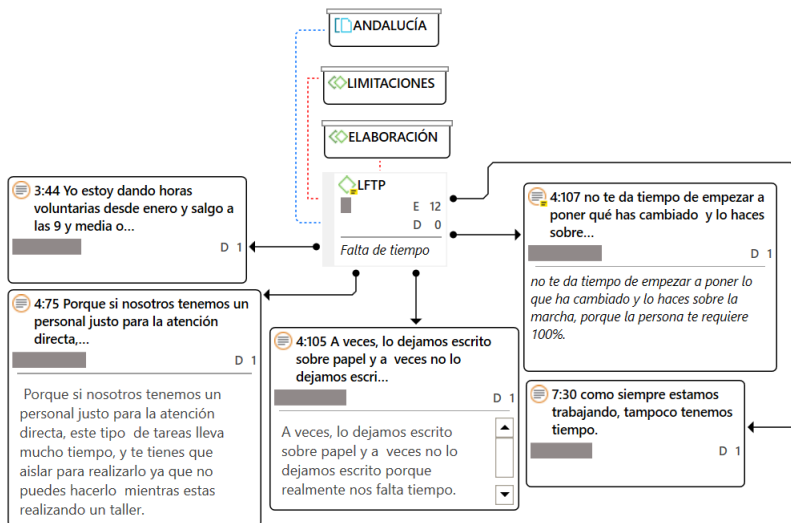 ANDALUCÍA
LIMITACIONES
ELABORACIÓN
LFTP
E 12
D 0
Falta de tiempo
3:44 Yo estoy dando horas
voluntarias desde enero y salgo a
las 9 y media o...
D 1
4:107 no te da tiempo de empezar a
poner qué has cambiado y lo haces
sobre...
D 1
no te da tiempo de empezar a poner lo
que ha cambiado y lo haces sobre la
marcha, porque la persona te requiere
100%.
4:75 Porque si nosotros tenemos un
personal justo para la atención
directa,...
D 1
Porque si nosotros tenemos un
personal justo para la atención
directa, este tipo de tareas lleva
mucho tiempo, y te tienes que
aislar para realizarlo ya que no
puedes hacerlo mientras estas
realizando un taller.
4:105 A veces, lo dejamos escrito
sobre papel y a veces no lo
dejamos escri...
D 1
A veces, lo dejamos escrito
sobre papel y a veces no lo
dejamos escrito porque
realmente nos falta tiempo.
7:30 como siempre estamos
trabajando, tampoco tenemos
tiempo.
D 1